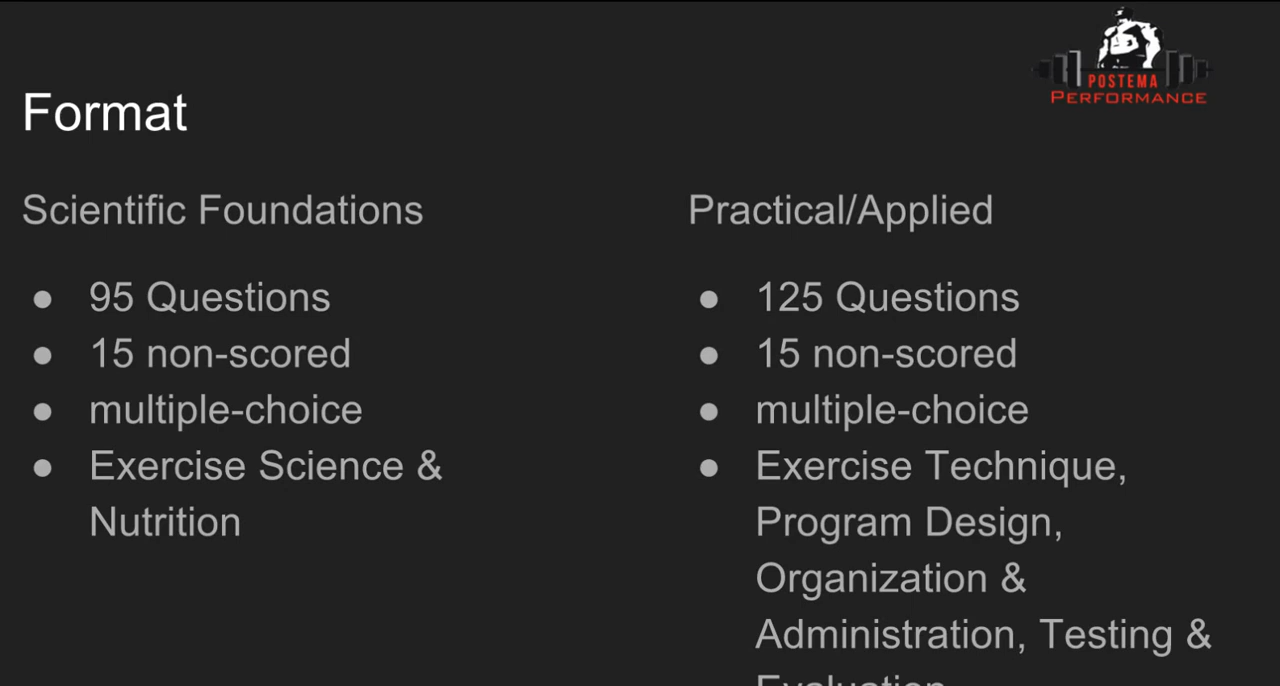 POSTEMA
PERFORMANCE
Format
Scientific Foundations
● 95 Questions
● 15 non-scored
● multiple-choice
● Exercise Science &
Nutrition
Practical/Applied
● 125 Questions
● 15 non-scored
● multiple-choice
● Exercise Technique,
Program Design,
Organization &
Administration, Testing &
Evaluation